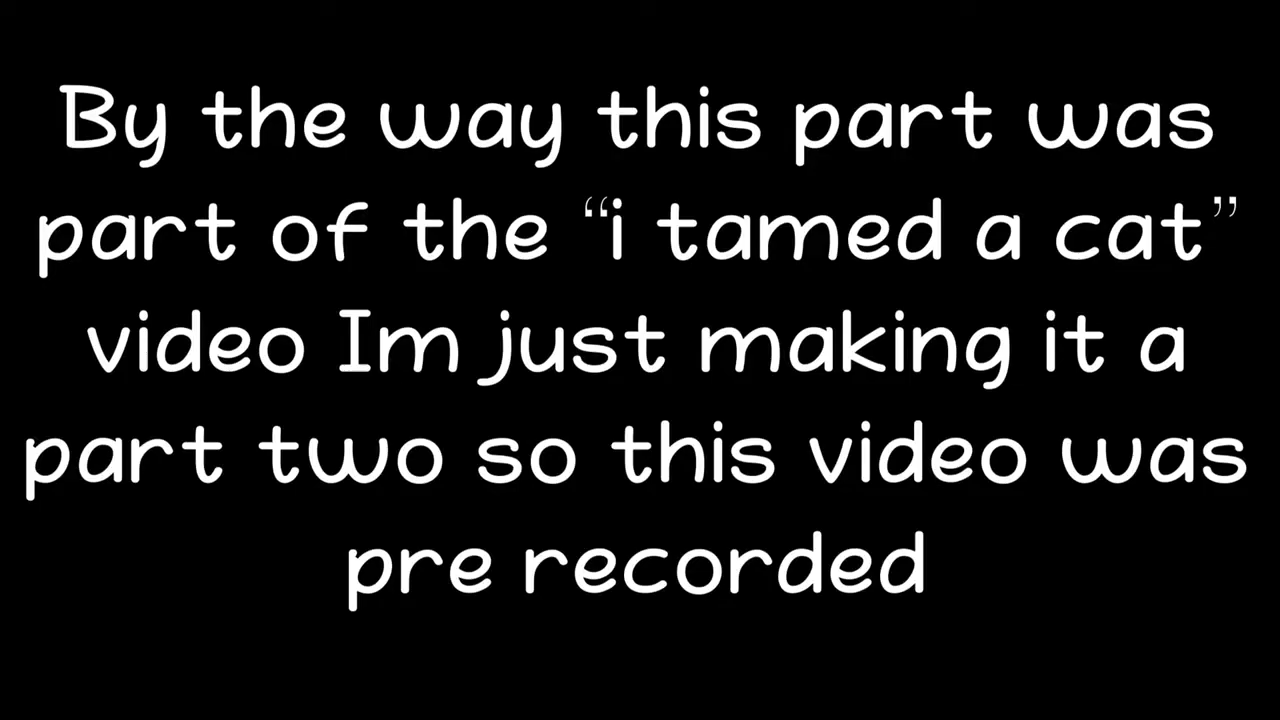 By the way this part was
part of the “i tamed a cat”
video Im just making it a
part two so this video was
pre recorded